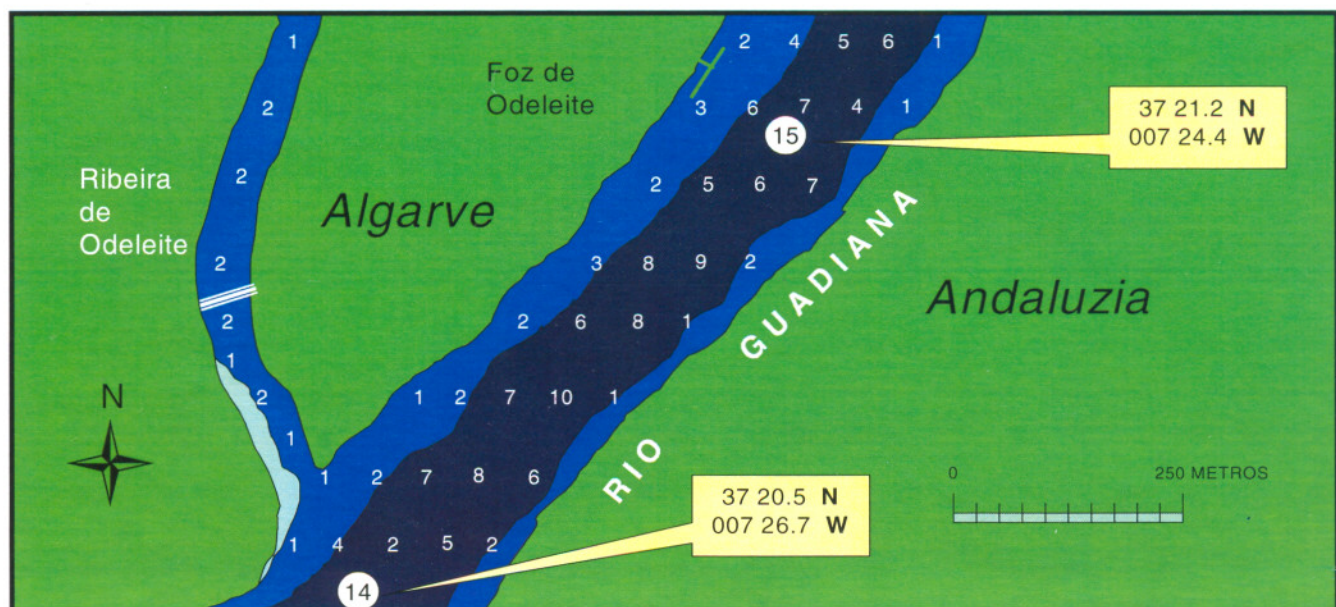 1
2 4 5 6 1
Foz de
Odeleite
2
3 6 7 4 1
15
37 21.2 N
007 24.4 W
Ribeira
de
Odeleite
2
Algarve
2 5 6 7
2
3 8 9 2
RIO GUADIANA
Andaluzia
2
2 6 8 1
1
2
1 2 7 10 1
N
1
1 2 7 8 6
0 250 METROS
37 20.5 N
007 26.7 W
1 4 2 5 2
14